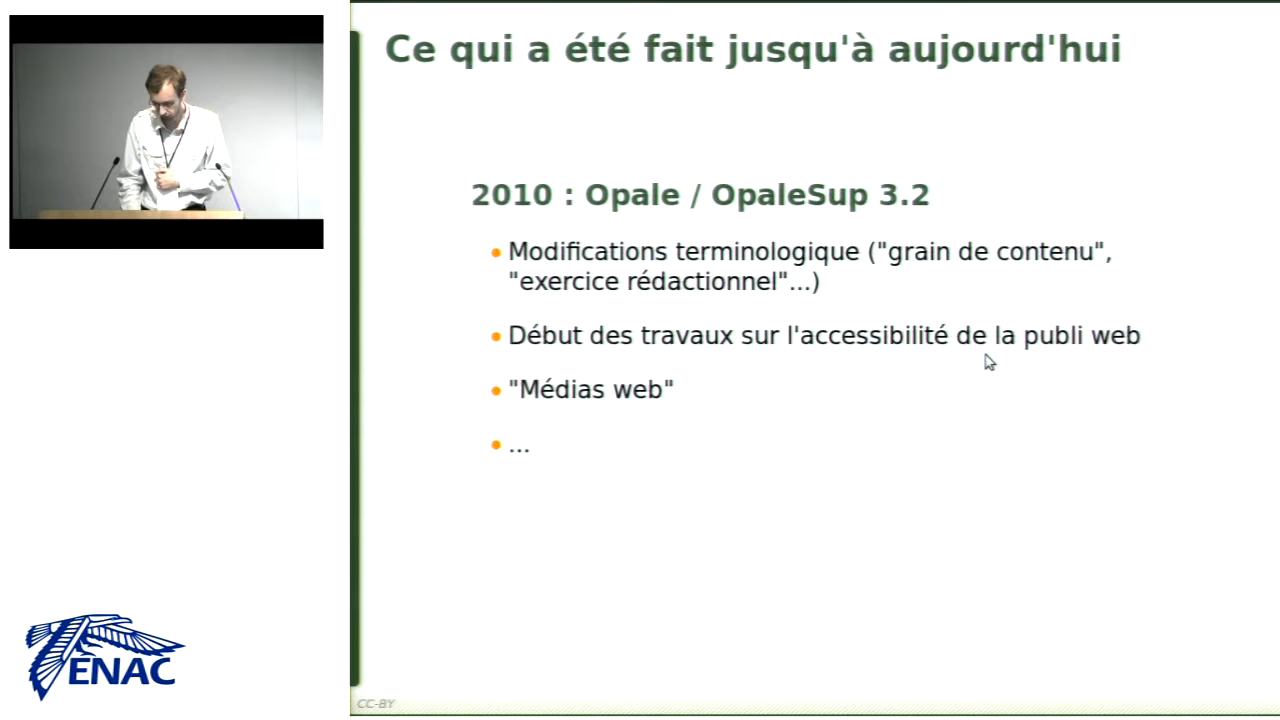 Ce qui a été fait jusqu'à aujourd'hui
2010 : Opale / OpaleSup 3.2
Modifications terminologique ("grain de contenu",
"exercice rédactionnel"...)
Début des travaux sur l'accessibilité de la publi web
"Médias web"
...
ENAC
CC-BY